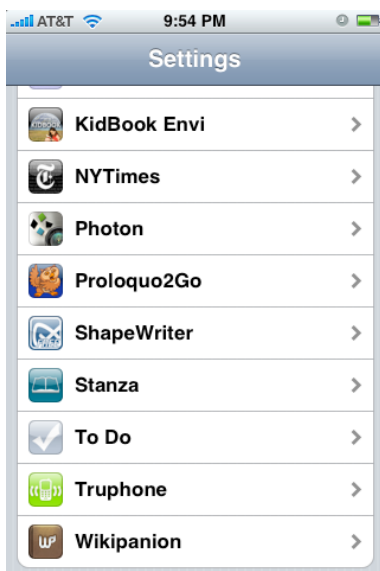 AT&T 9:54 PM
Settings
KidBook Envi
NYTimes
Photon
Proloquo2Go
ShapeWriter
Stanza
To Do
Truphone
Wikipanion